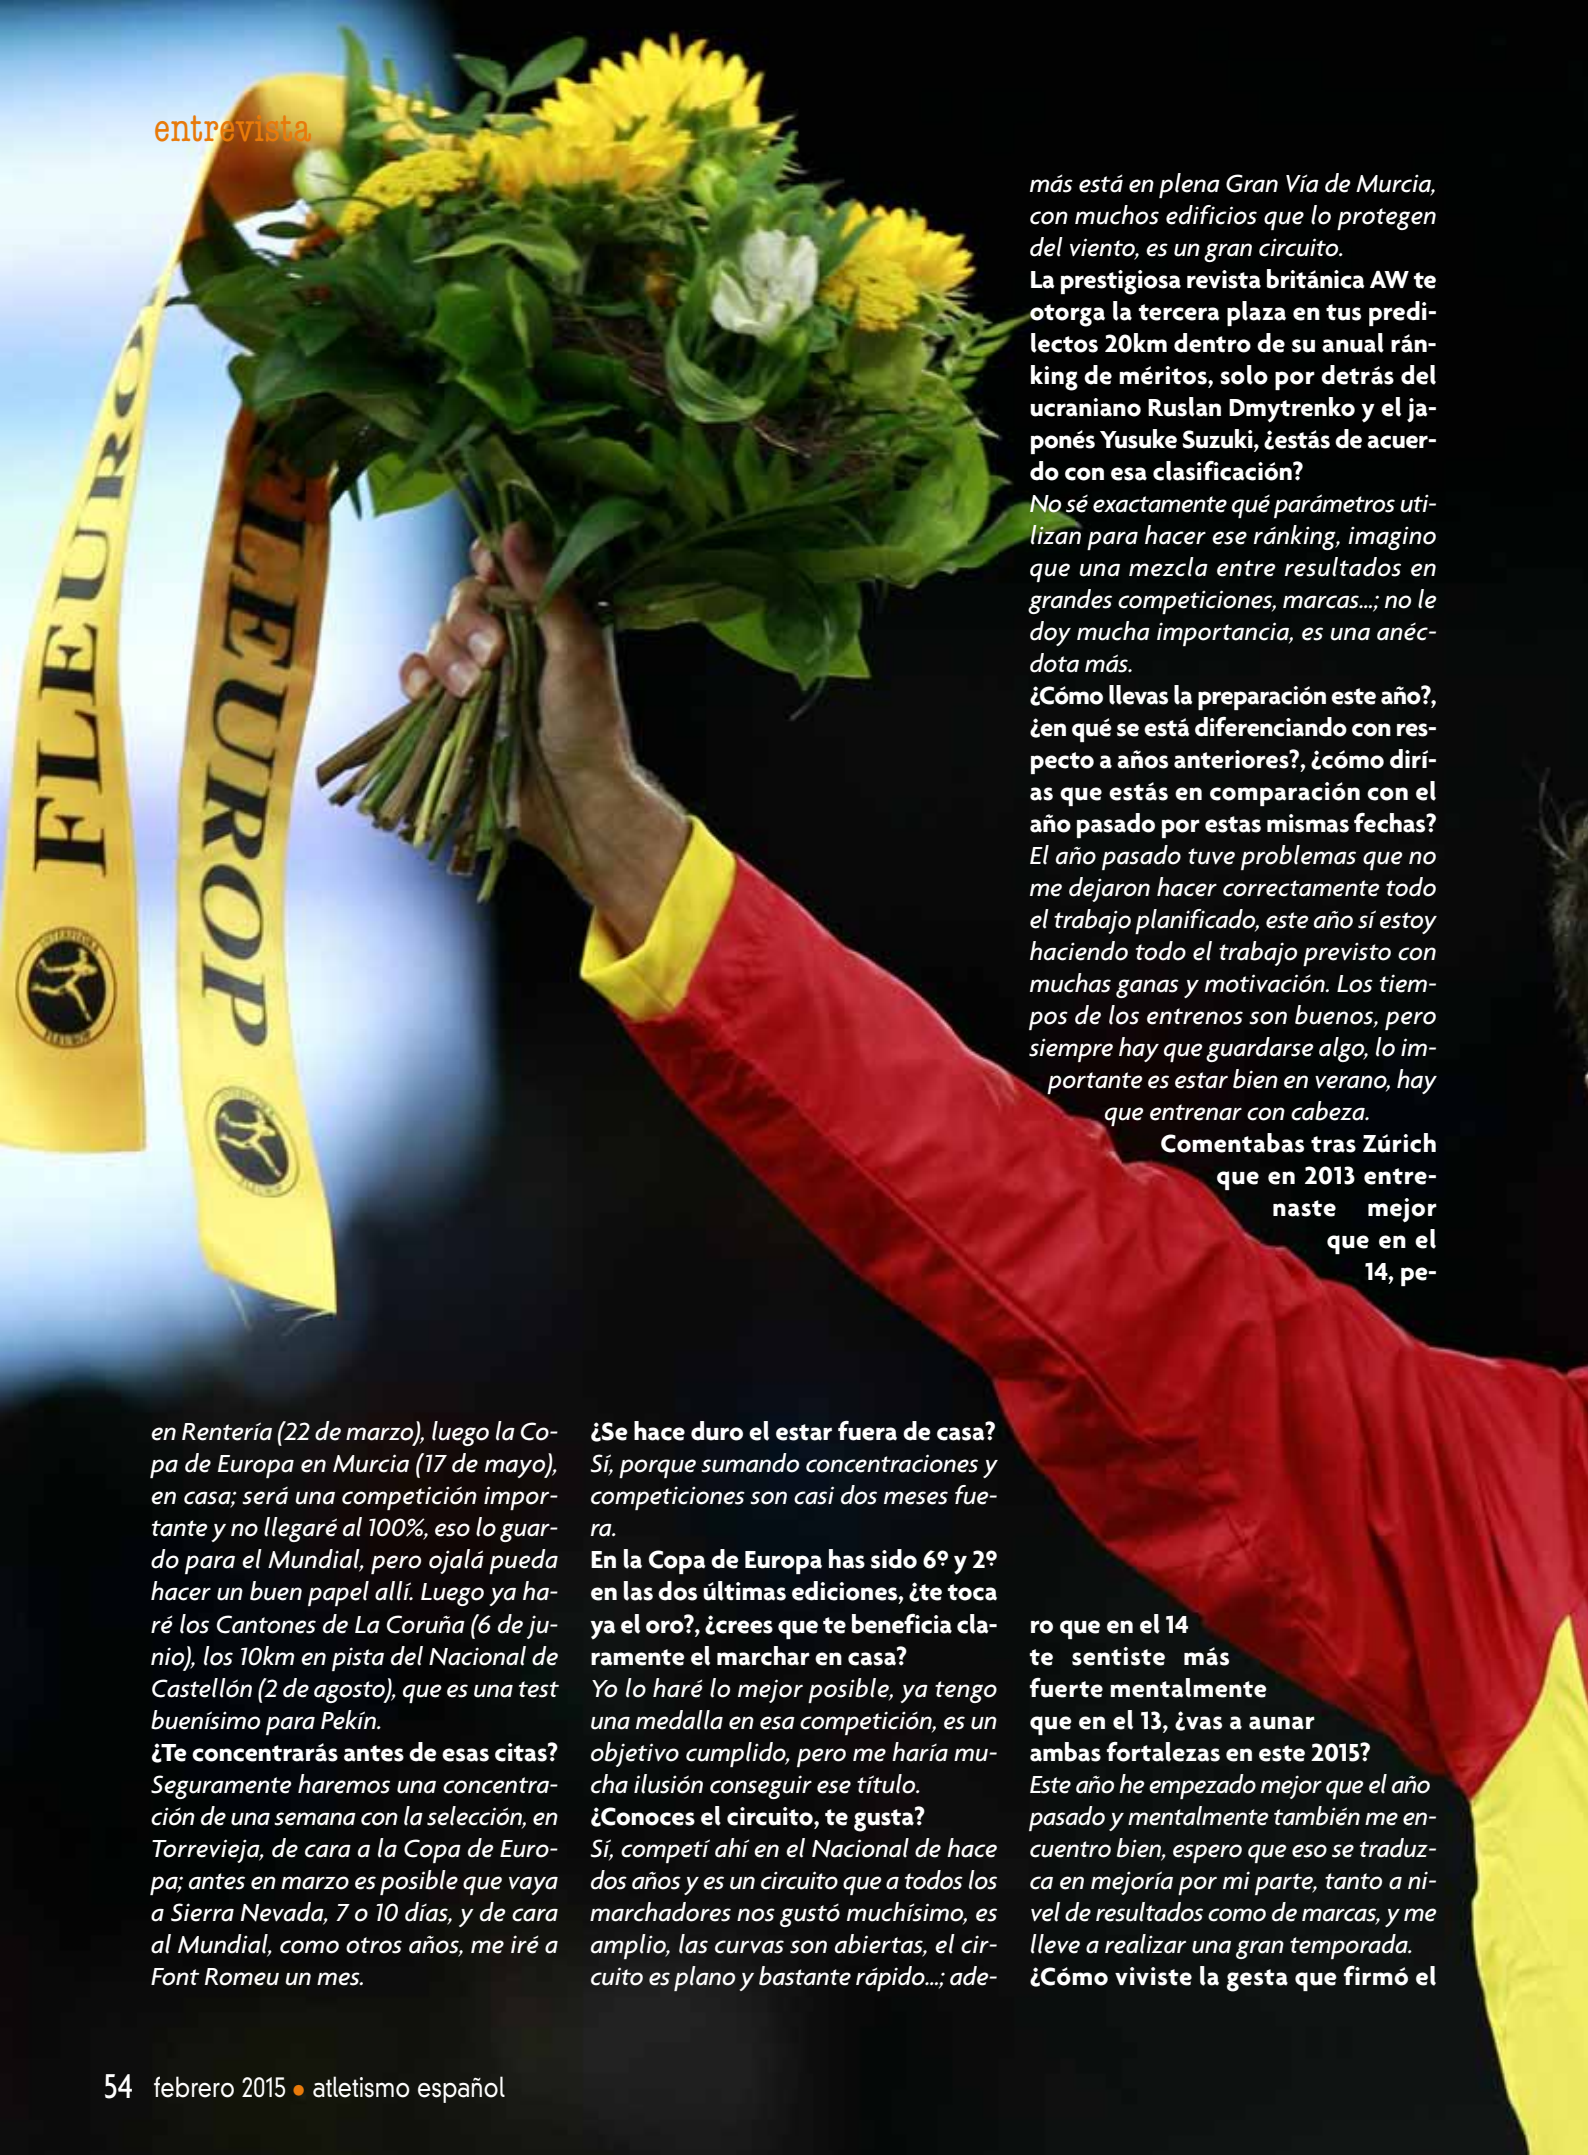 entrevista
FLEURO
LEUROP
en Rentería (22 de marzo), luego la Co-
pa de Europa en Murcia (17 de mayo),
en casa; será una competición impor-
tante y no llegaré al 100%, eso lo guar-
do para el Mundial, pero ojalá pueda
hacer un buen papel allí. Luego ya ha-
ré los Cantones de La Coruña (6 de ju-
nio), los 10km en pista del Nacional de
Castellón (2 de agosto), que es una test
buenísimo para Pekín.
¿Te concentrarás antes de esas citas?
Seguramente haremos una concentra-
ción de una semana con la selección, en
Torrevieja, de cara a la Copa de Euro-
pa; antes en marzo es posible que vaya
a Sierra Nevada, 7 o 10 días, y de cara
al Mundial, como otros años, me iré a
Font Romeu un mes.
¿Se hace duro el estar fuera de casa?
Sí, porque sumando concentraciones y
competiciones son casi dos meses fue-
ra.
En la Copa de Europa has sido 6º y 2º
en las dos últimas ediciones, ¿te toca
ya el oro?, ¿crees que te beneficia cla-
ramente el marchar en casa?
Yo lo haré lo mejor posible, ya tengo
una medalla en esa competición, es un
objetivo cumplido, pero me haría mu-
cha ilusión conseguir ese título.
¿Conoces el circuito, te gusta?
Sí, competí ahí en el Nacional de hace
dos años y es un circuito que a todos los
marchadores nos gustó muchísimo, es
amplio, las curvas son abiertas, el cir-
cuito es plano y bastante rápido...; ade-
más está en plena Gran Vía de Murcia,
con muchos edificios que lo protegen
del viento, es un gran circuito.
La prestigiosa revista británica AW te
otorga la tercera plaza en tus predi-
lectos 20km dentro de su anual rán-
king de méritos, solo por detrás del
ucraniano Ruslan Dmytrenko y el ja-
ponés Yusuke Suzuki, ¿estás de acuer-
do con esa clasificación?
No sé exactamente qué parámetros uti-
lizan para hacer ese ránking, imagino
que una mezcla entre resultados en
grandes competiciones, marcas...; no le
doy mucha importancia, es una anéc-
dota más.
¿Cómo llevas la preparación este año?,
¿en qué se está diferenciando con res-
pecto a años anteriores?, ¿cómo dirí-
as que estás en comparación con el
año pasado por estas mismas fechas?
El año pasado tuve problemas que no
me dejaron hacer correctamente todo
el trabajo planificado, este año sí estoy
haciendo todo el trabajo previsto con
muchas ganas y motivación. Los tiem-
pos de los entrenos son buenos, pero
siempre hay que guardarse algo, lo im-
portante es estar bien en verano, hay
que entrenar con cabeza.
Comentabas tras Zúrich
que en 2013 entre-
naste mejor
que en el
14, pe-
ro que en el 14
te sentiste más
fuerte mentalmente
que en el 13, ¿vas a aunar
ambas fortalezas en este 2015?
Este año he empezado mejor que el año
pasado y mentalmente también me en-
cuentro bien, espero que eso se traduz-
ca en mejoría por mi parte, tanto a ni-
vel de resultados como de marcas, y me
lleve a realizar una gran temporada.
¿Cómo viviste la gesta que firmó el
54 febrero 2015 • atletismo español